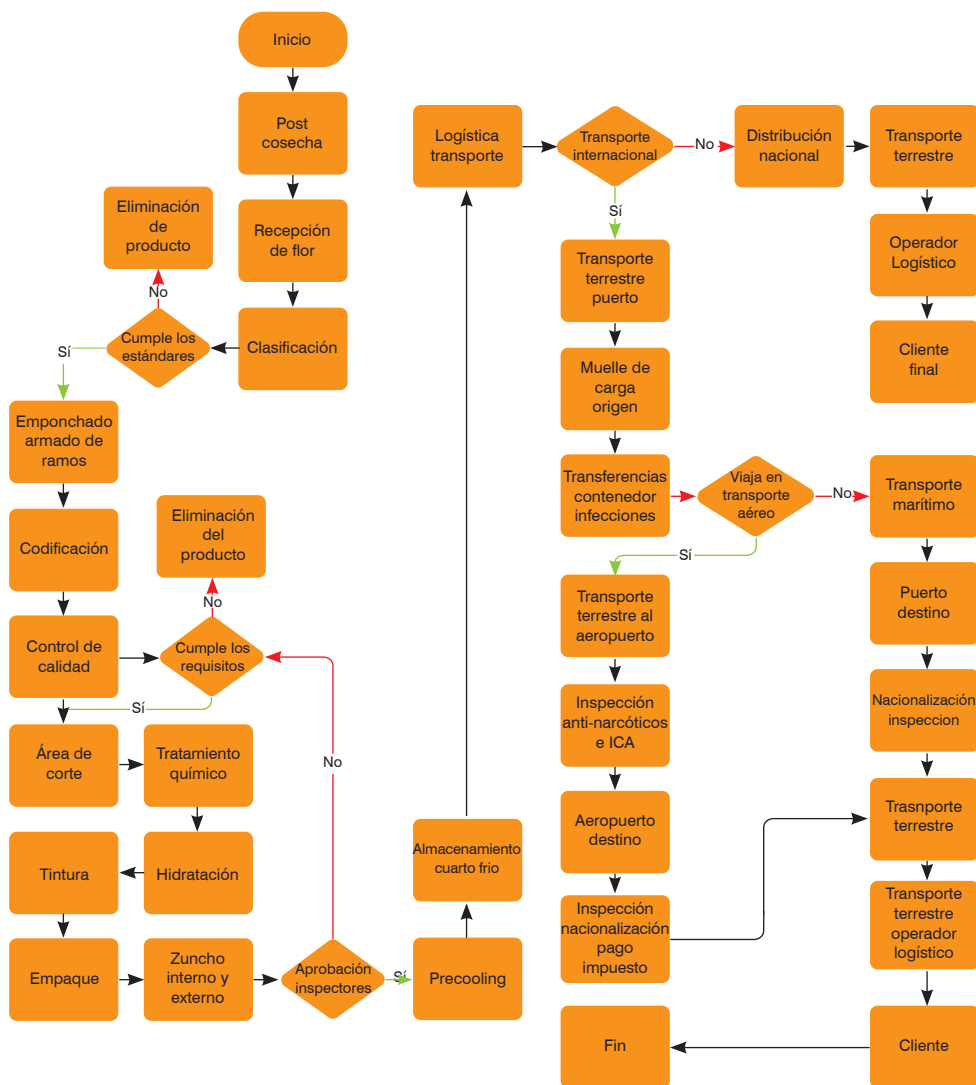 Inicio
Post
cosecha
Recepción
de flor
Clasificación
Cumple los
estándares
No
Eliminación
de
producto
Sí
Emponchado
armado de
ramos
Codificación
Control de
calidad
Cumple los
requisitos
No
Eliminación
del
producto
Sí
Área de
corte
Tratamiento
químico
Hidratación
Tintura
Empaque
Zuncho
interno y
externo
Aprobación
inspectores
No
Sí
Precooling
Almacenamiento
cuarto frio
Logística
transporte
Transporte
internacional
No
Distribución
nacional
Transporte
terrestre
Operador
Logístico
Cliente
final
Sí
Transporte
terrestre
puerto
Muelle de
carga
origen
Transferencias
contenedor
infecciones
Viaja en
transporte
aéreo
No
Transporte
marítimo
Puerto
destino
Nacionalización
inspeccion
Sí
Transporte
terrestre al
aeropuerto
Inspección
anti-narcóticos
e ICA
Aeropuerto
destino
Inspección
nacionalización
pago
impuesto
Trasnporte
terrestre
Transporte
terrestre
operador
logístico
Cliente
Fin